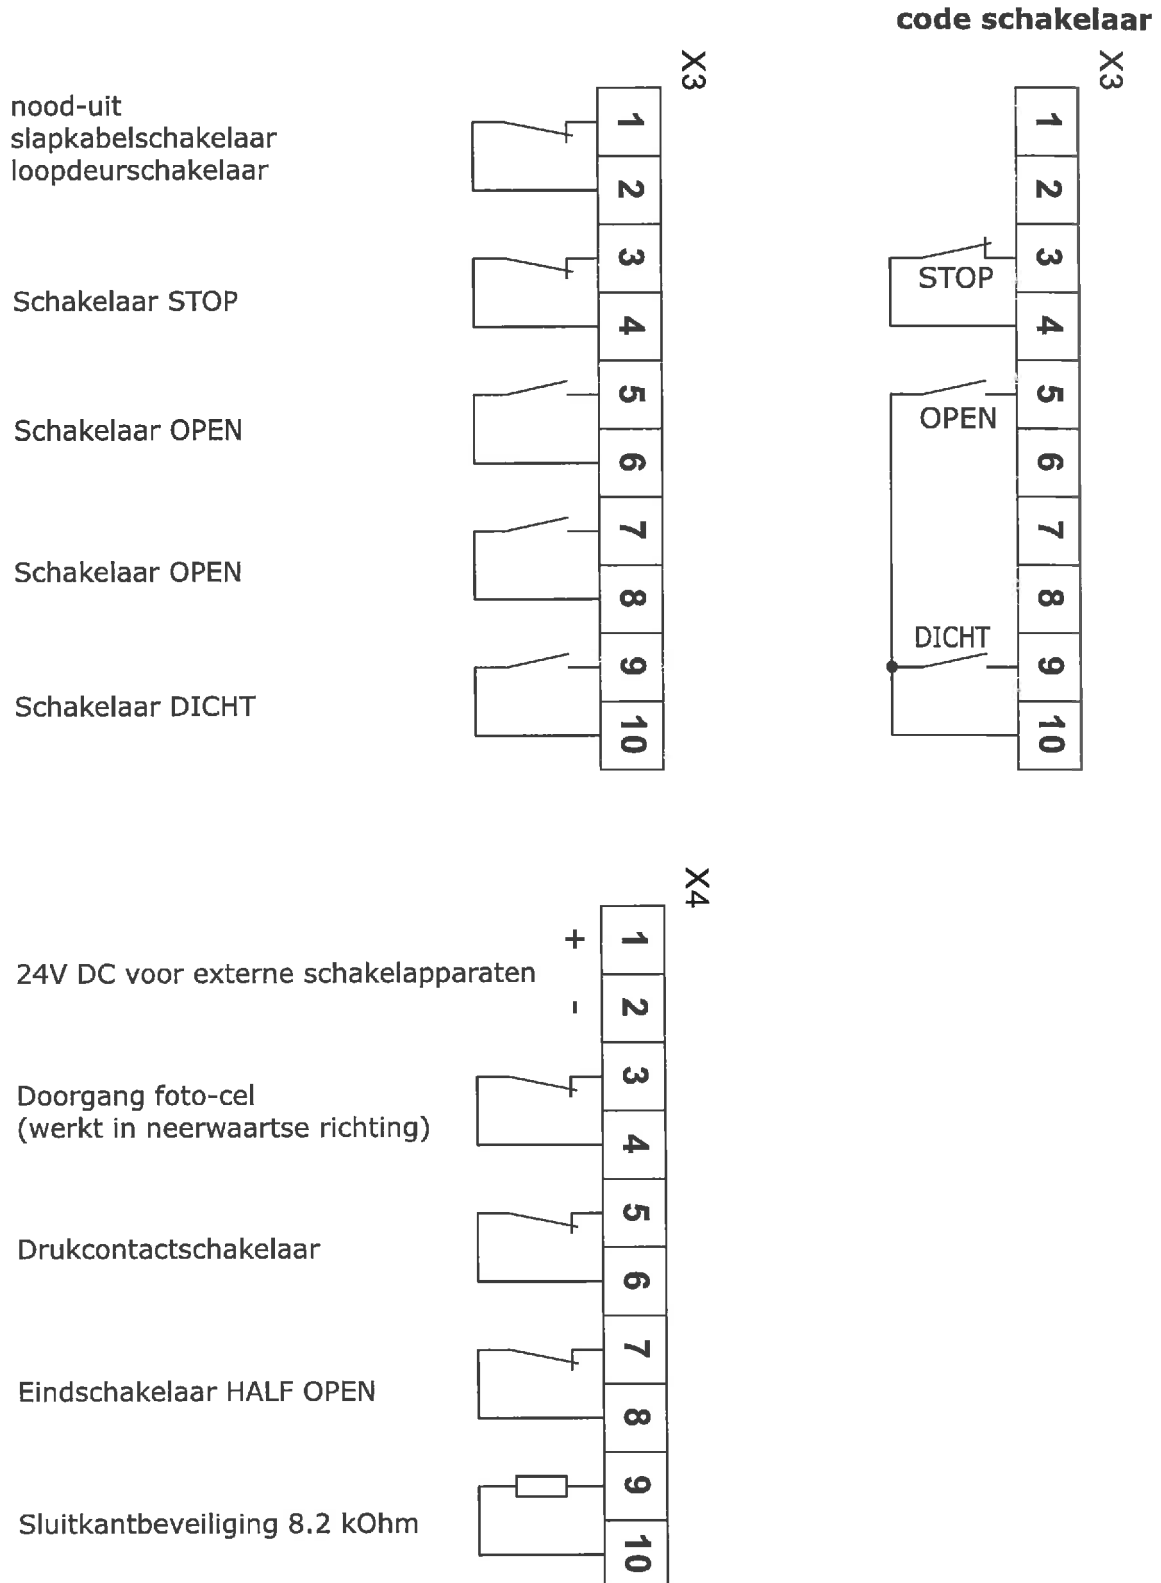 code schakelaar
X3
X3
nood-uit
slapkabelschakelaar
loopdeurschakelaar
Schakelaar STOP
Schakelaar OPEN
Schakelaar OPEN
Schakelaar DICHT
1
2
3
4
5
6
7
8
9
10
STOP
OPEN
DICHT
1
2
3
4
5
6
7
8
9
10
X4
24V DC voor externe schakelapparaten
+
-
Doorgang foto-cel
(werkt in neerwaartse richting)
Drukcontactschakelaar
Eindschakelaar HALF OPEN
Sluitkantbeveiliging 8.2 kOhm
1
2
3
4
5
6
7
8
9
10